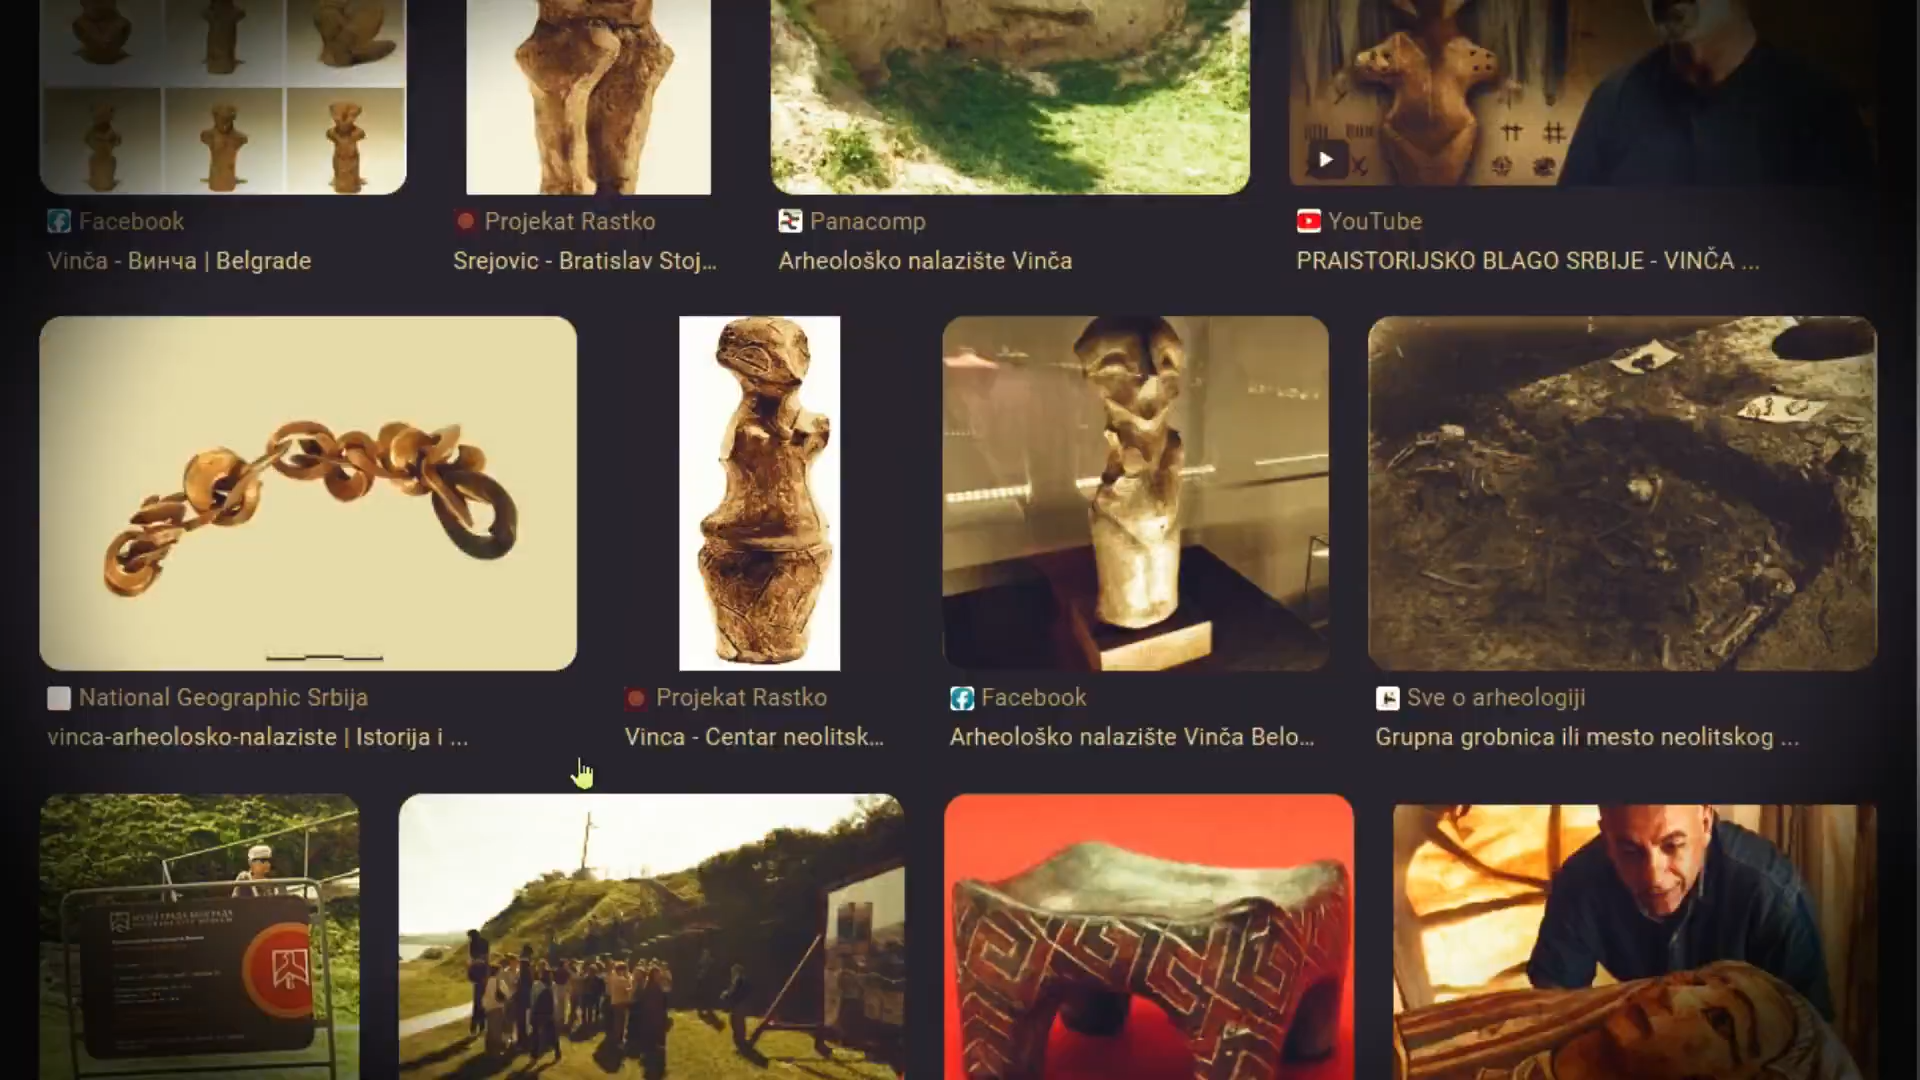 Facebook
Vinča - Винча | Belgrade
Projekat Rastko
Srejovic - Bratislav Stoj...
Panacomp
Arheološko nalazište Vinča
YouTube
PRAISTORIJSKO BLAGO SRBIJE - VINČA ...
National Geographic Srbija
vinca-arheolosko-nalaziste | Istorija i ...
Projekat Rastko
Vinca - Centar neolitsk...
Facebook
Arheološko nalazište Vinča Belo...
Sve o arheologiji
Grupna grobnica ili mesto neolitskog ...